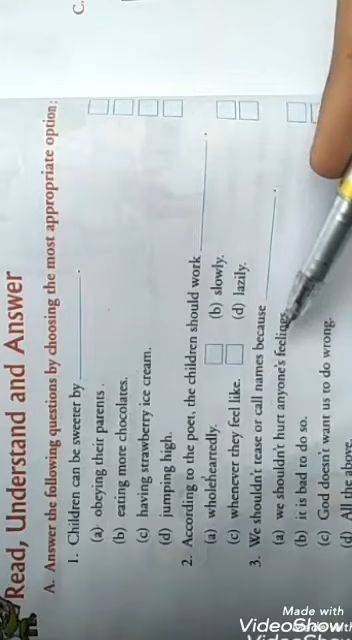 Read, Understand and Answer
A. Answer the following questions by choosing the most appropriate option:
1. Children can be sweeter by ________.
(a) obeying their parents.
(b) eating more chocolates.
(c) having strawberry ice cream.
(d) jumping high.
2. According to the poet, the children should work ________.
(a) wholeheartedly. (b) slowly.
(c) whenever they feel like. (d) lazily.
3. We shouldn't tease or call names because ________.
(a) we shouldn't hurt anyone's feelings.
(b) it is bad to do so.
(c) God doesn't want us to do wrong.
(d) All the above.
C.
Made with
VideoShow